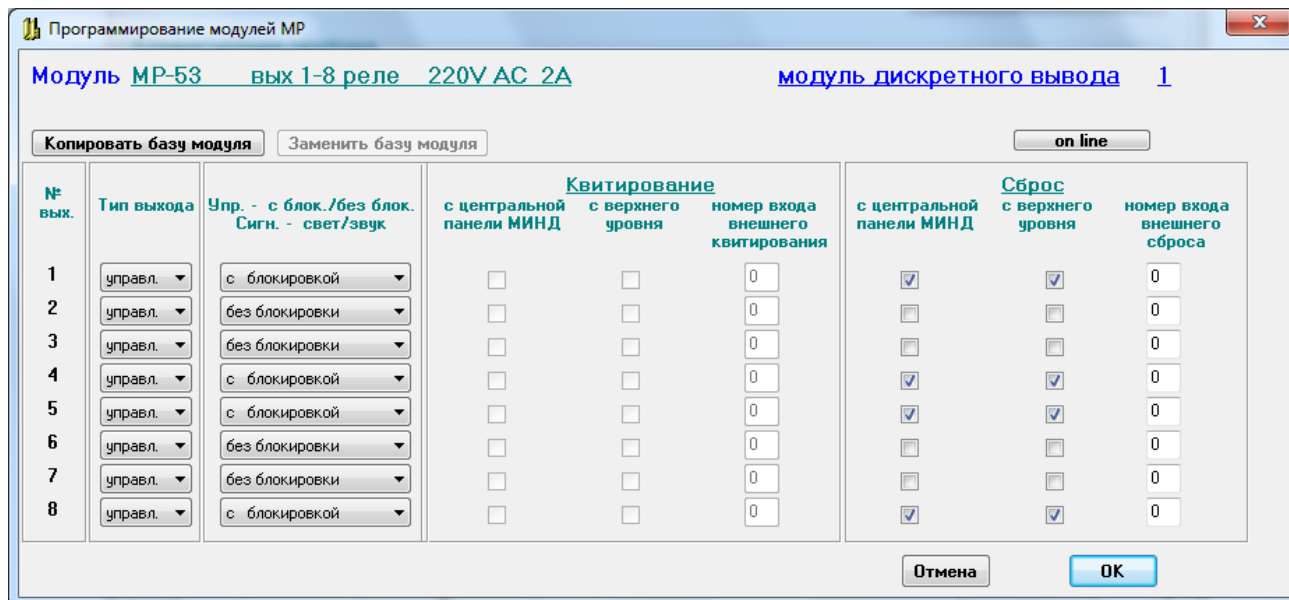 Программирование модулей МР
x
Модуль МР-53 вых 1-8 реле 220V AC 2A модуль дискретного вывода 1
Копировать базу модуля Заменить базу модуля on line
№ вых. Тип выхода Упр. - с блок./без блок. Сигн. - свет/звук
Квитирование
с центральной панели МИНД с верхнего уровня номер входа внешнего квитирования
Сброс
с центральной панели МИНД с верхнего уровня номер входа внешнего сброса
1 управл. с блокировкой 0 0
2 управл. без блокировки 0 0
3 управл. без блокировки 0 0
4 управл. с блокировкой 0 0
5 управл. с блокировкой 0 0
6 управл. без блокировки 0 0
7 управл. без блокировки 0 0
8 управл. с блокировкой 0 0
Отмена OK